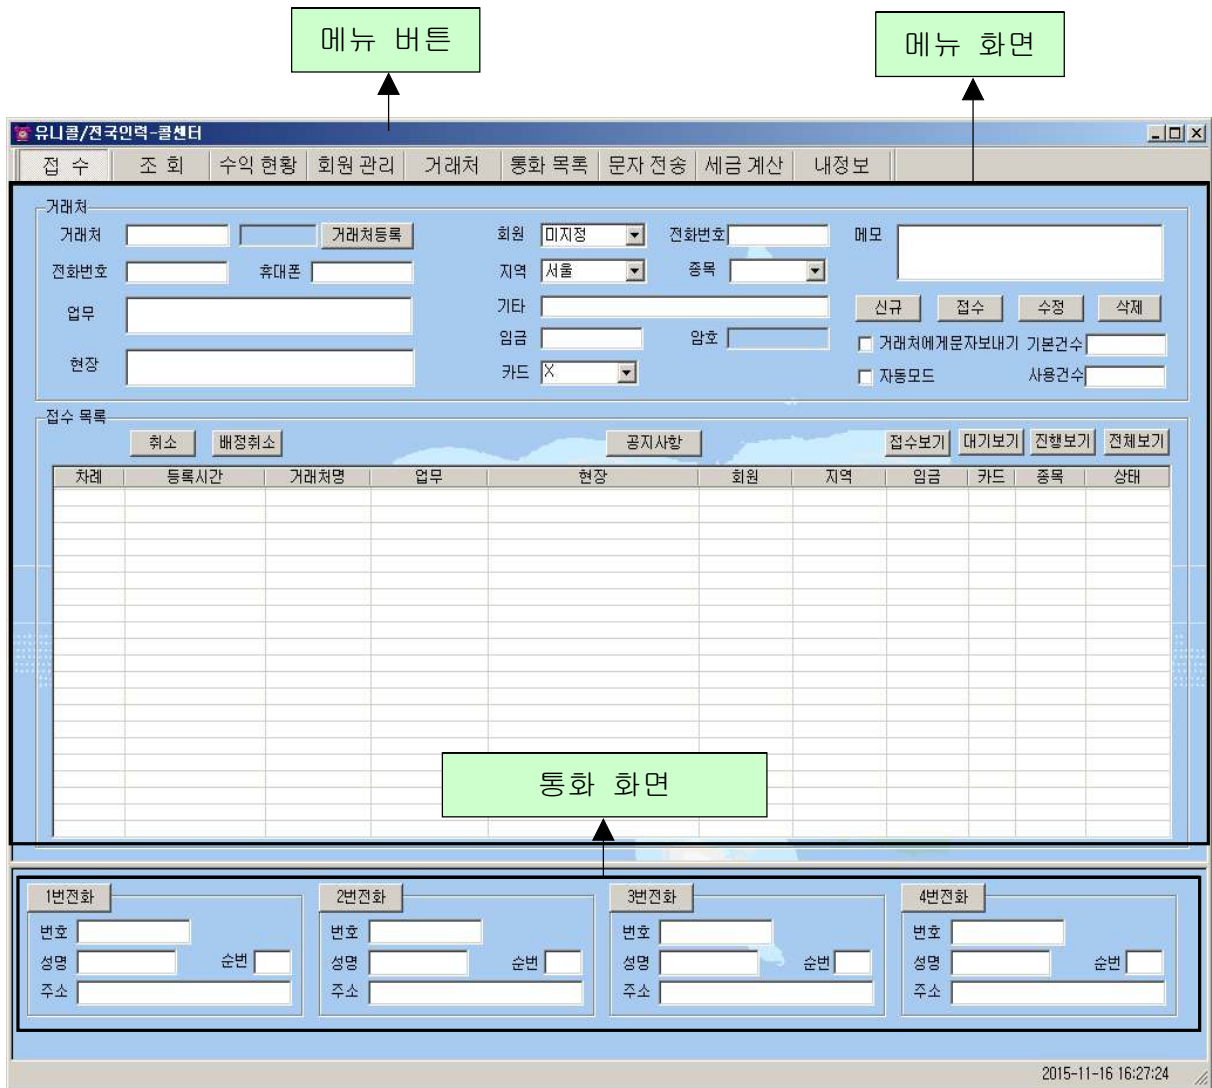 메뉴 버튼
메뉴 화면
유니콜/전국인력-콜센터
접 수 조 회 수익 현황 회원 관리 거래처 통화 목록 문자 전송 세금 계산 내정보
거래처
거래처 거래처등록 회원 미지정 전화번호 메모
전화번호 휴대폰 지역 서울 종목
업무 기타 신규 접수 수정 삭제
임금 암호 거래처에게문자보내기 기본건수
현장 카드 X 자동모드 사용건수
접수 목록
취소 배정취소 공지사항 접수보기 대기보기 진행보기 전체보기
차례 등록시간 거래처명 업무 현장 회원 지역 임금 카드 종목 상태
통화 화면
1번전화 2번전화 3번전화 4번전화
번호 번호 번호 번호
성명 순번 성명 순번 성명 순번 성명 순번
주소 주소 주소 주소
2015-11-16 16:27:24